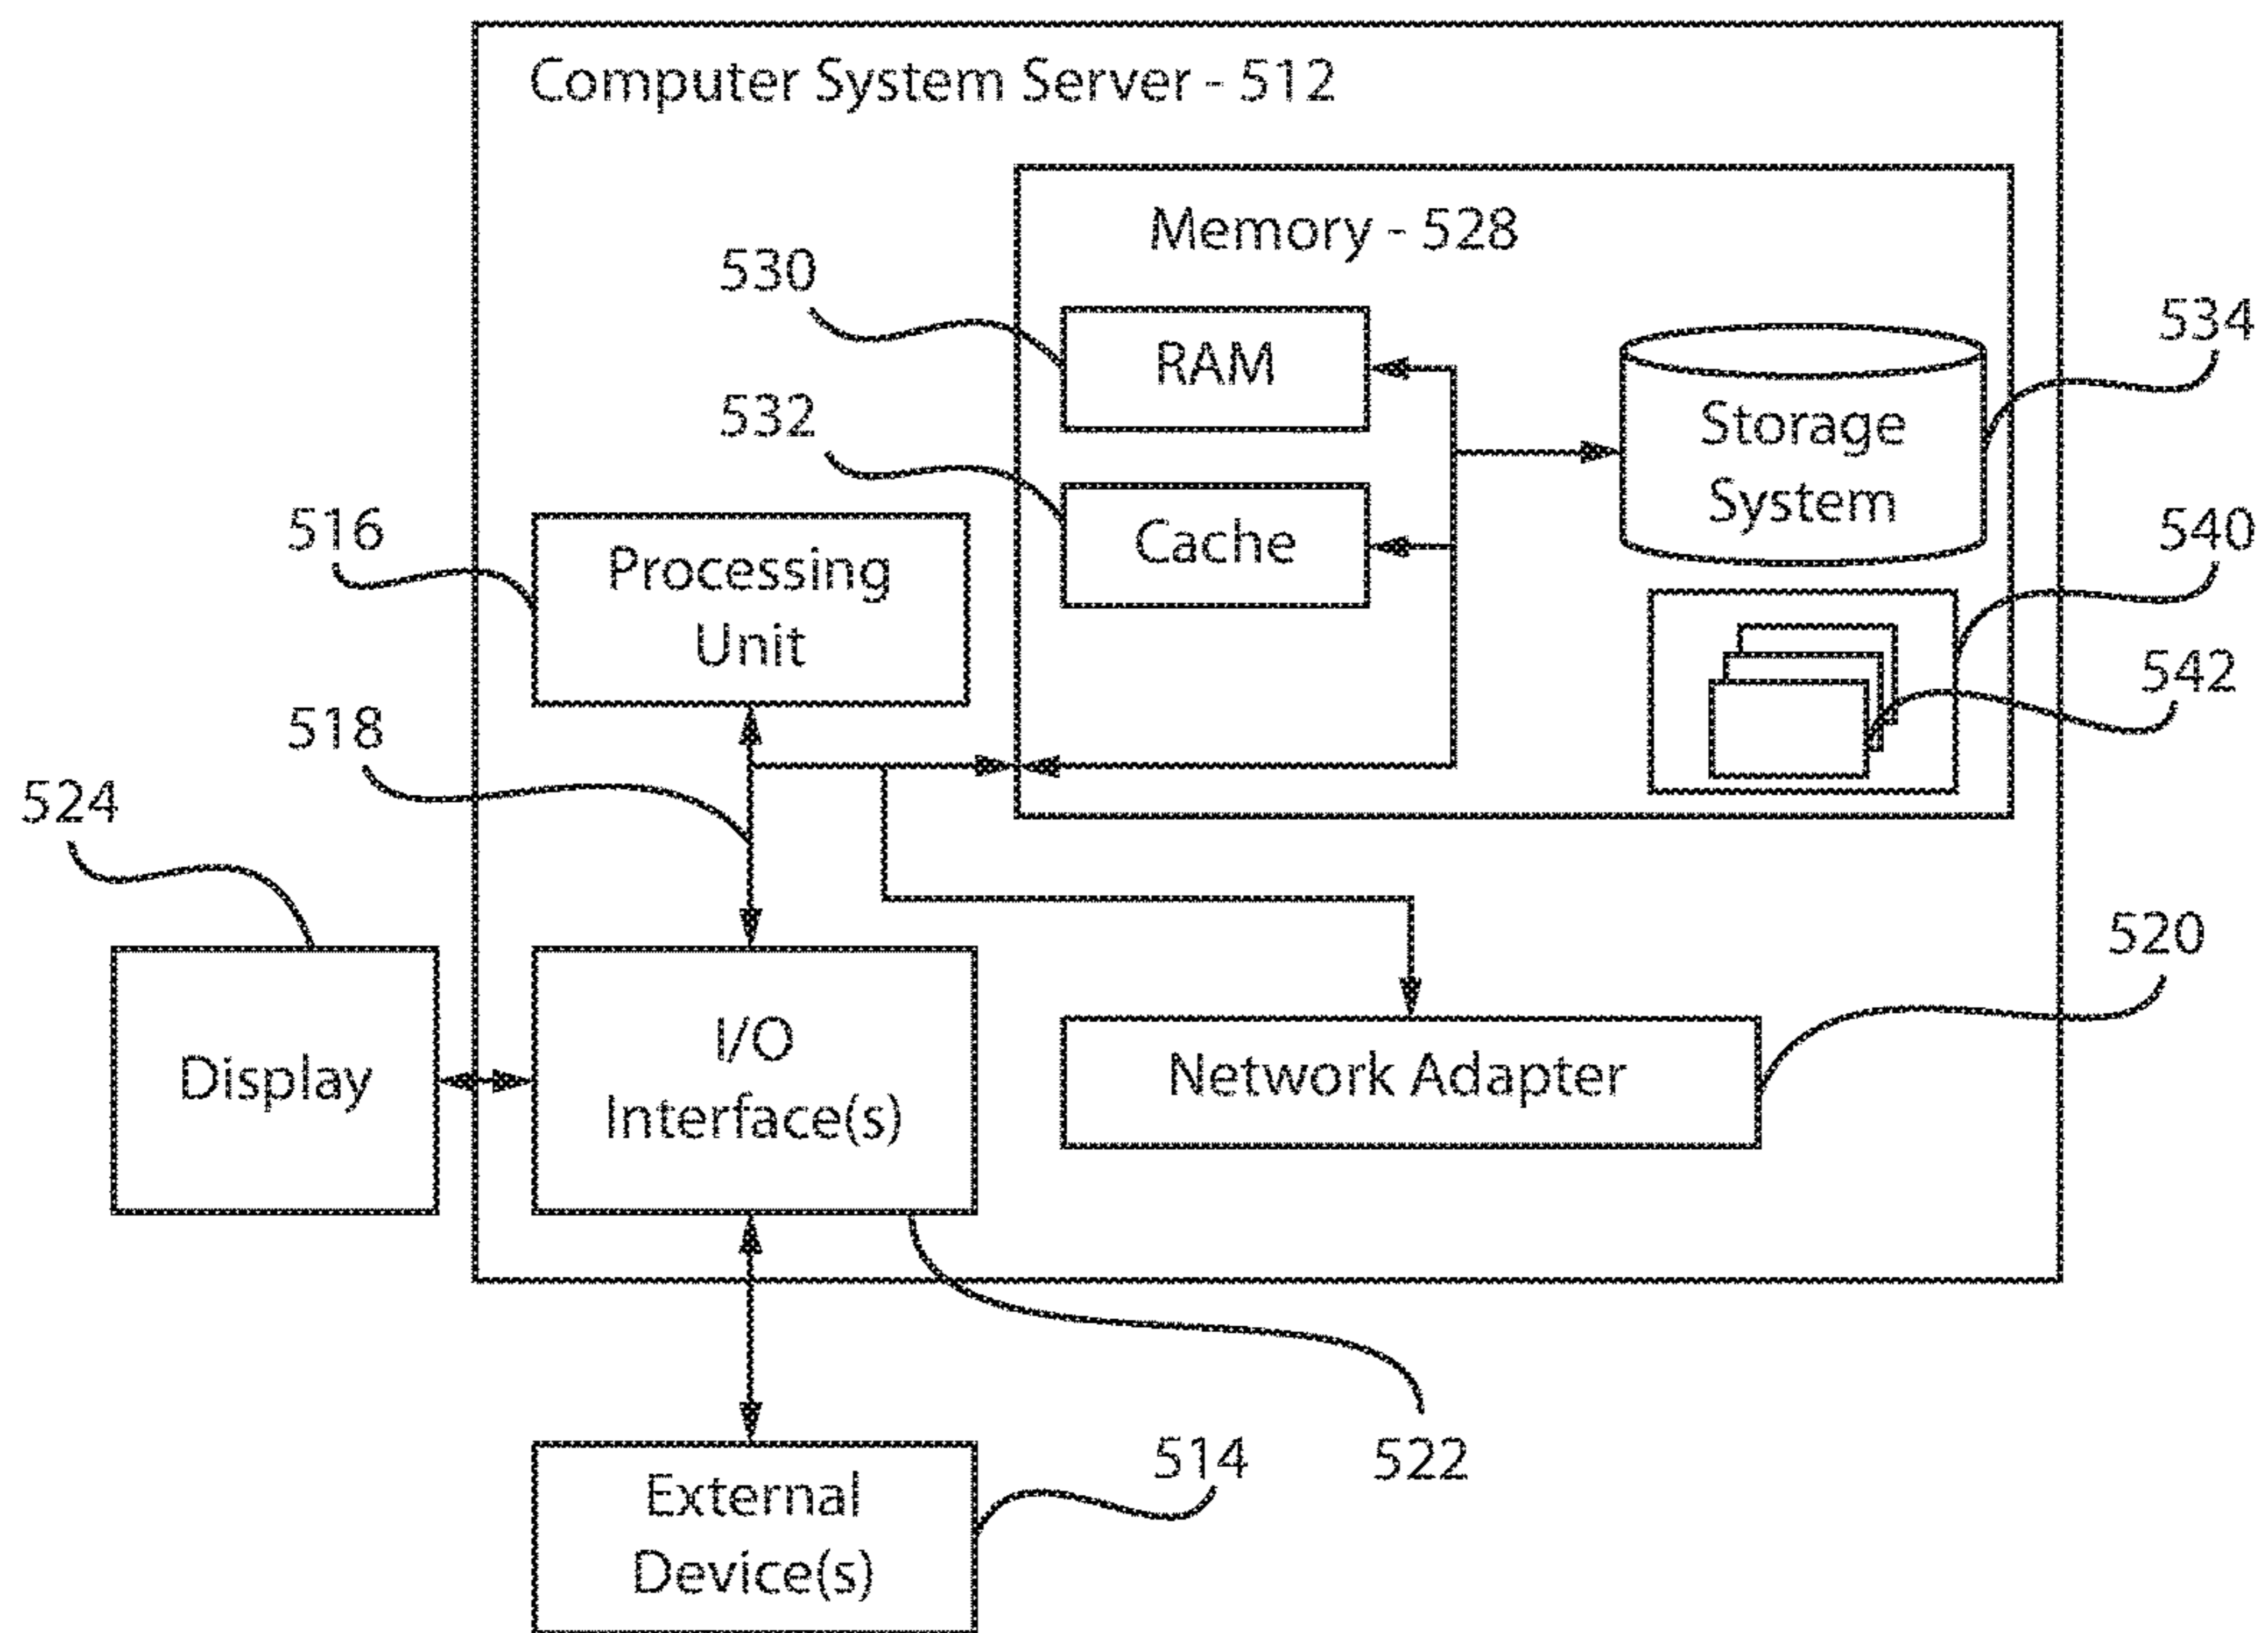 Computer System Server - 512
Memory - 528
530
RAM
534
Storage
System
532
Cache
516
Processing
Unit
540
542
518
524
520
Display
I/O
Interface(s)
Network Adapter
522
514
External
Device(s)